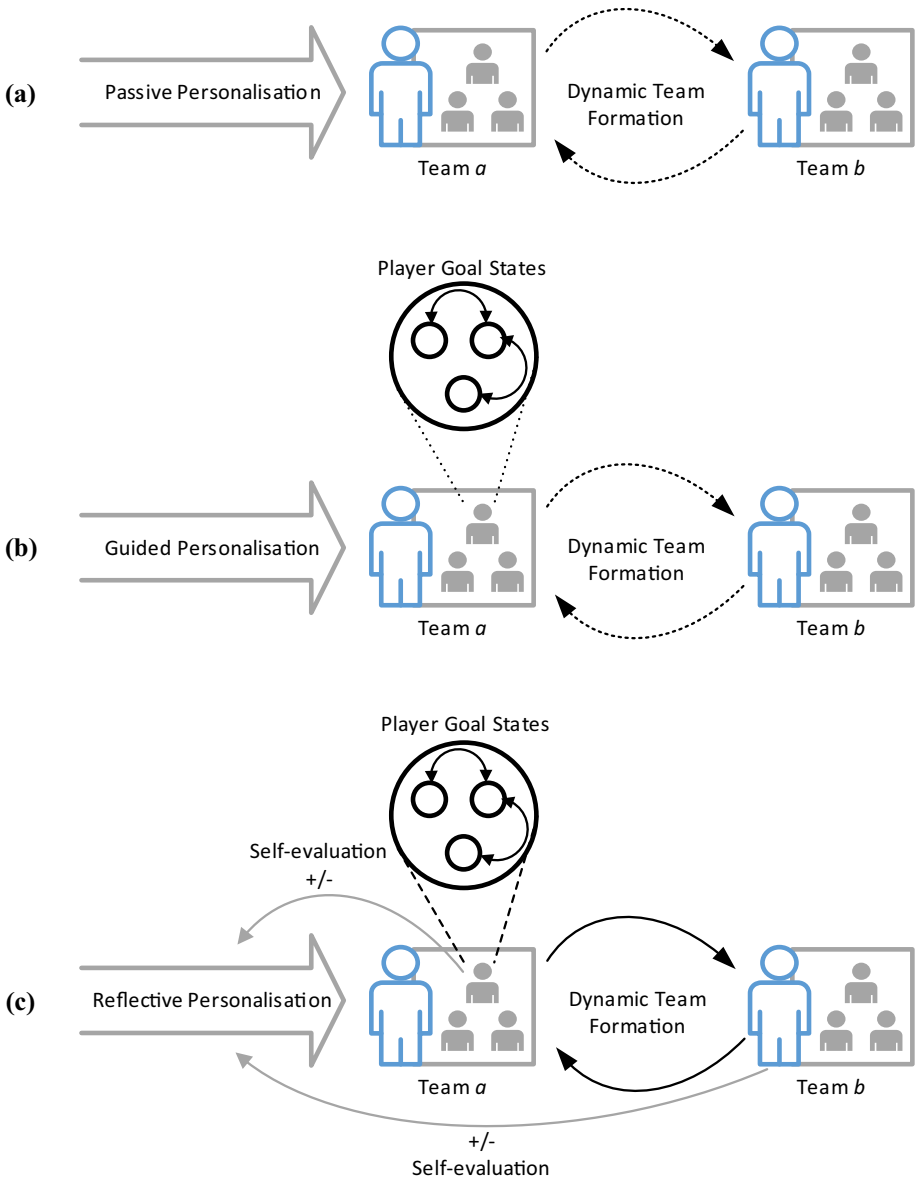 (a)
Passive Personalisation
Team a
Dynamic Team
Formation
Team b
Player Goal States
(b)
Guided Personalisation
Team a
Dynamic Team
Formation
Team b
Player Goal States
Self-evaluation
+/-
(c)
Reflective Personalisation
Team a
Dynamic Team
Formation
Team b
+/-
Self-evaluation